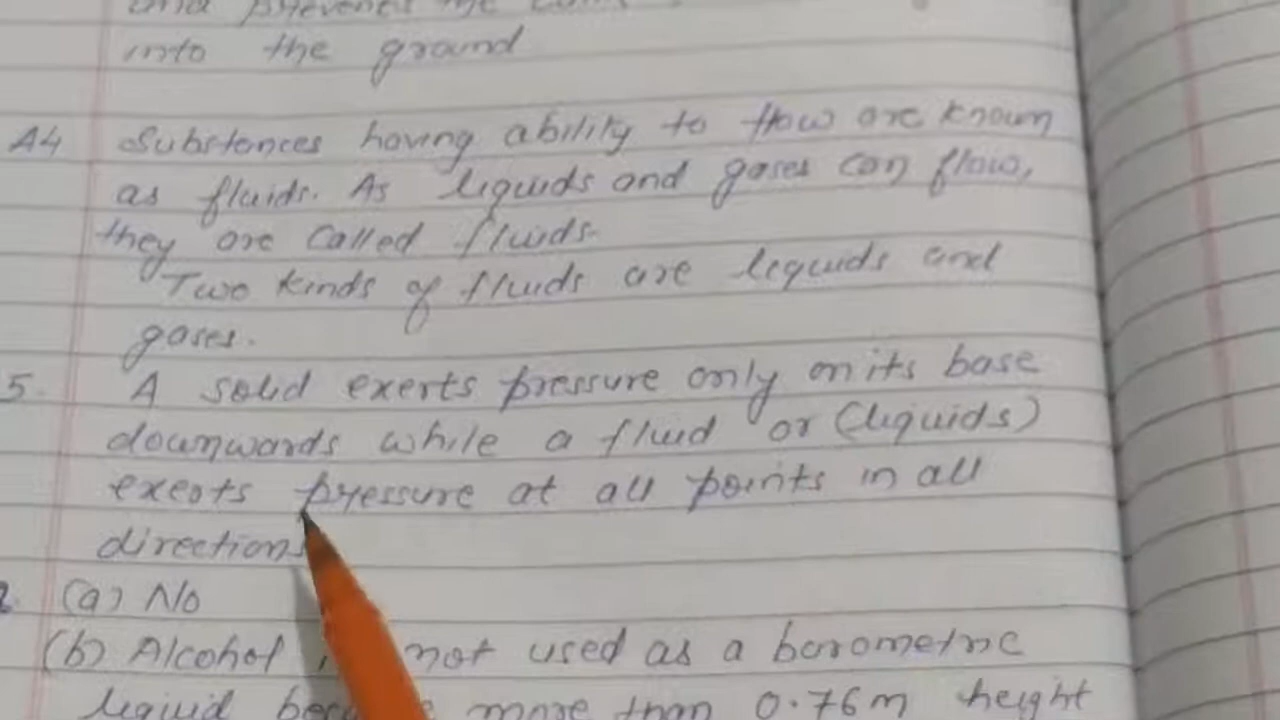 into the ground
A4 Substances having ability to flow are known
as fluids. As liquids and gases can flow,
they are called fluids.
Two kinds of fluids are liquids and
gases.
5. A solid exerts pressure only on its base
downwards while a fluid or (liquids)
exerts pressure at all points in all
directions
(a) No
(b) Alcohol not used as a barometric
liquid more than 0.76m height